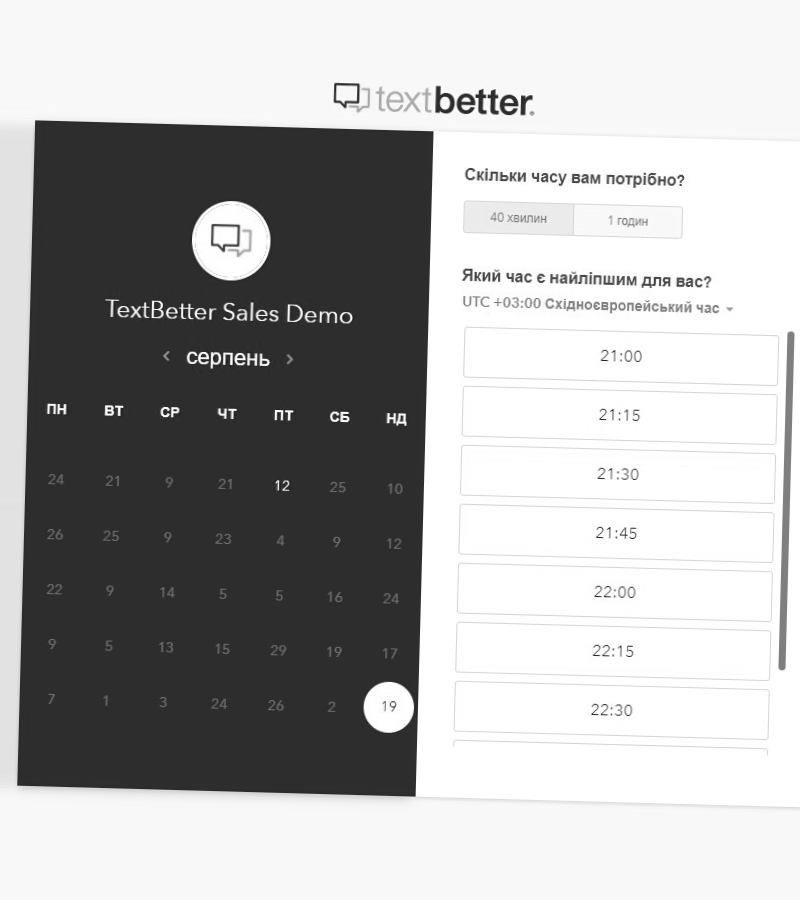 textbetter.
TextBetter Sales Demo
серпень
ПН ВТ СР ЧТ ПТ СБ НД
24 21 9 21 12 25 10
26 25 9 23 4 9 12
22 9 14 5 5 16 24
9 5 13 15 29 19 17
7 1 3 24 26 2 19
Скільки часу вам потрібно?
40 хвилин 1 годин
Який час є найліпшим для вас?
UTC +03:00 Східноєвропейський час
21:00
21:15
21:30
21:45
22:00
22:15
22:30